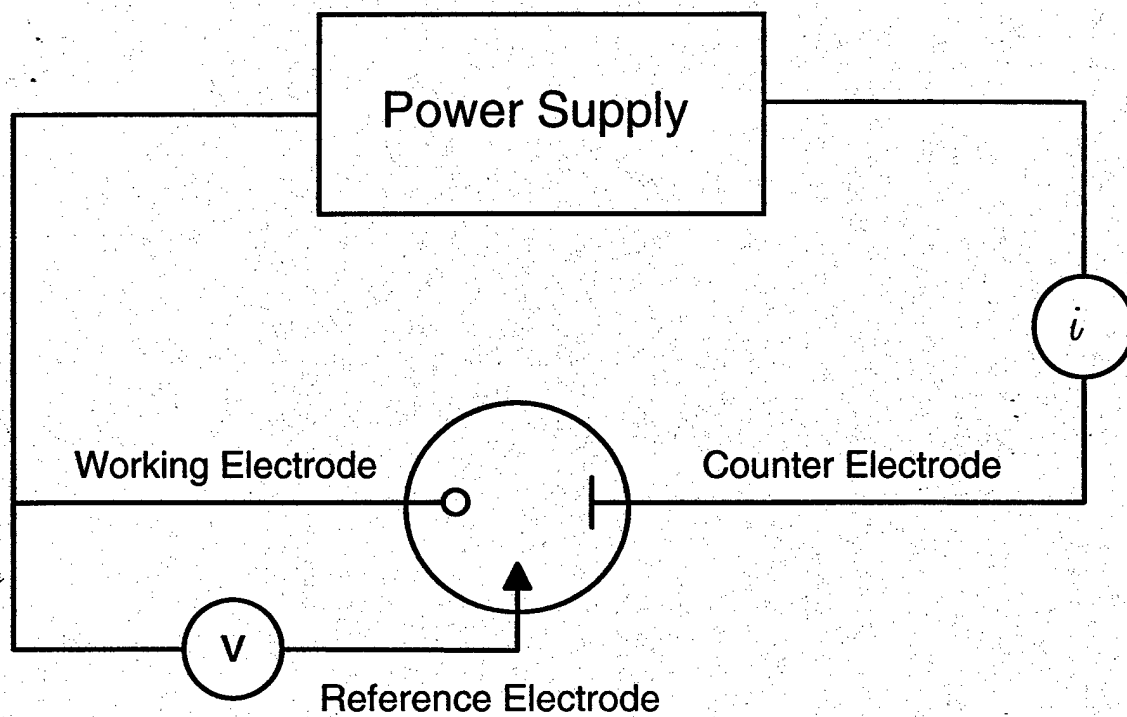 Power Supply
i
Working Electrode
Counter Electrode
V
Reference Electrode